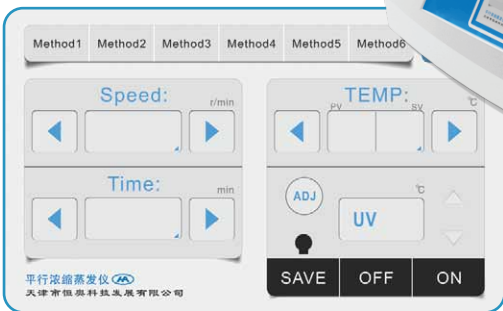 Method1 Method2 Method3 Method4 Method5 Method6
Speed: r/min
TEMP: ℃
PV SV
Time: min
ADJ
℃
UV
平行浓缩蒸发仪
天津市恒奥科技发展有限公司
SAVE OFF ON